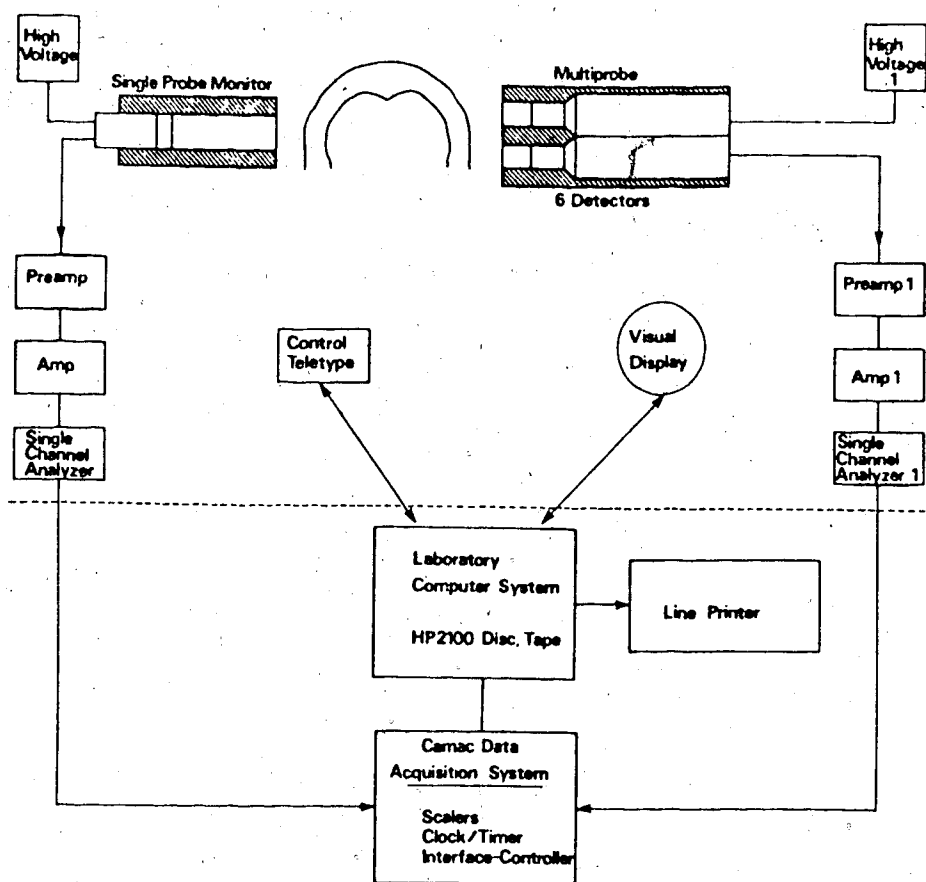 High
Voltage
Single Probe Monitor
Multiprobe
High
Voltage
1
6 Detectors
Preamp
Preamp 1
Control
Teletype
Visual
Display
Amp
Amp 1
Single
Channel
Analyzer
Single
Channel
Analyzer 1
Laboratory
Computer System
HP2100 Disc, Tape
Line Printer
Camac Data
Acquisition System
Scalers
Clock/Timer
Interface-Controller